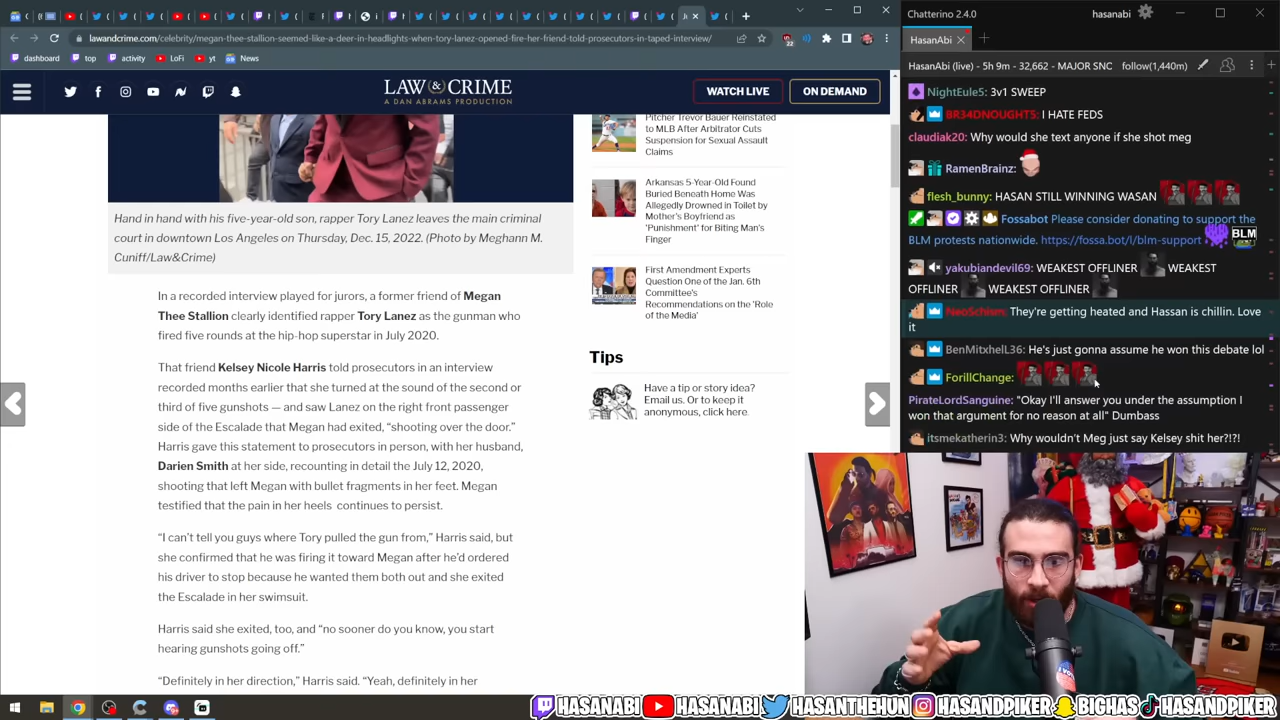 lawandcrime.com/celebrity/megan-thee-stallion-seemed-like-a-deer-in-headlights-when-tory-lanez-opened-fire-her-friend-told-prosecutors-in-taped-interview/
22
dashboard
top
activity
LoFi
yt
News
LAW & CRIME
A DAN ABRAMS PRODUCTION
WATCH LIVE
ON DEMAND
Hand in hand with his five-year-old son, rapper Tory Lanez leaves the main criminal
court in downtown Los Angeles on Thursday, Dec. 15, 2022. (Photo by Meghann M.
Cuniff/Law&Crime)
In a recorded interview played for jurors, a former friend of Megan
Thee Stallion clearly identified rapper Tory Lanez as the gunman who
fired five rounds at the hip-hop superstar in July 2020.
That friend Kelsey Nicole Harris told prosecutors in an interview
recorded months earlier that she turned at the sound of the second or
third of five gunshots — and saw Lanez on the right front passenger
side of the Escalade that Megan had exited, “shooting over the door.”
Harris gave this statement to prosecutors in person, with her husband,
Darien Smith at her side, recounting in detail the July 12, 2020,
shooting that left Megan with bullet fragments in her feet. Megan
testified that the pain in her heels continues to persist.
“I can’t tell you guys where Tory pulled the gun from,” Harris said, but
she confirmed that he was firing it toward Megan after he’d ordered
his driver to stop because he wanted them both out and she exited
the Escalade in her swimsuit.
Harris said she exited, too, and “no sooner do you know, you start
hearing gunshots going off.”
“Definitely in her direction,” Harris said. “Yeah, definitely in her
Pitcher Trevor Bauer Reinstated
to MLB After Arbitrator Cuts
Suspension for Sexual Assault
Claims
Arkansas 5-Year-Old Found
Buried Beneath Home Was
Allegedly Drowned in Toilet by
Mother's Boyfriend as
'Punishment' for Biting Man's
Finger
First Amendment Experts
Question One of the Jan. 6th
Committee's
Recommendations on the 'Role
of the Media'
Tips
Have a tip or story idea?
Email us. Or to keep it
anonymous, click here.
Chatterino 2.4.0
hasanabi
HasanAbi
HasanAbi (live) - 5h 9m - 32,662 - MAJOR SNC
follow(1,440m)
NightEule5: 3v1 SWEEP
BR34DNOUGHT5: I HATE FEDS
claudiak20: Why would she text anyone if she shot meg
RamenBrainz:
flesh_bunny: HASAN STILL WINNING WASAN
Fossabot Please consider donating to support the
BLM protests nationwide. https://fossa.bot/l/blm-support
BLM
yakubiandevil69: WEAKEST OFFLINER WEAKEST
OFFLINER WEAKEST OFFLINER
NeoSchism: They're getting heated and Hassan is chillin. Love
it
BenMitxhelL36: He's just gonna assume he won this debate lol
ForillChange:
PirateLordSanguine: "Okay I'll answer you under the assumption I
won that argument for no reason at all" Dumbass
itsmekatherin3: Why wouldn't Meg just say Kelsey shit her?!?!
HASANABI HASANABI HASANTHEHUN HASANDPIKER BIGHAS HASANDPIKER